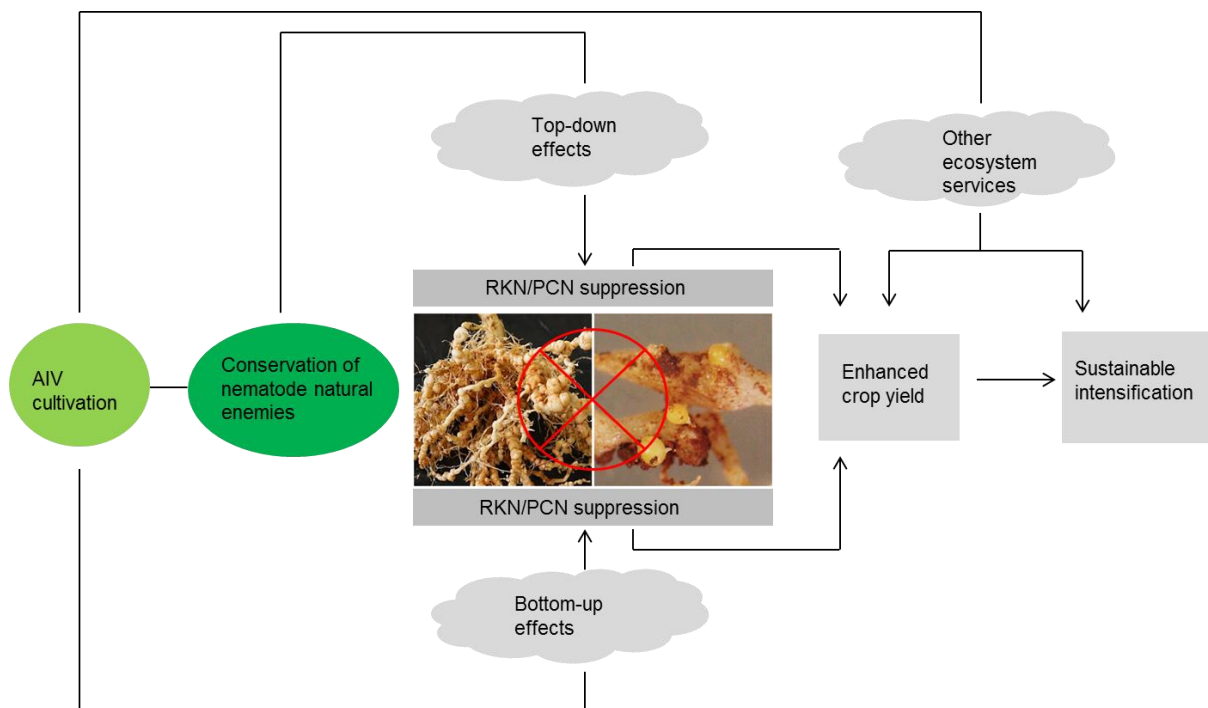 Top-down
effects
Other
ecosystem
services
RKN/PCN suppression
AIV
cultivation
Conservation of
nematode natural
enemies
Enhanced
crop yield
Sustainable
intensification
RKN/PCN suppression
Bottom-up
effects